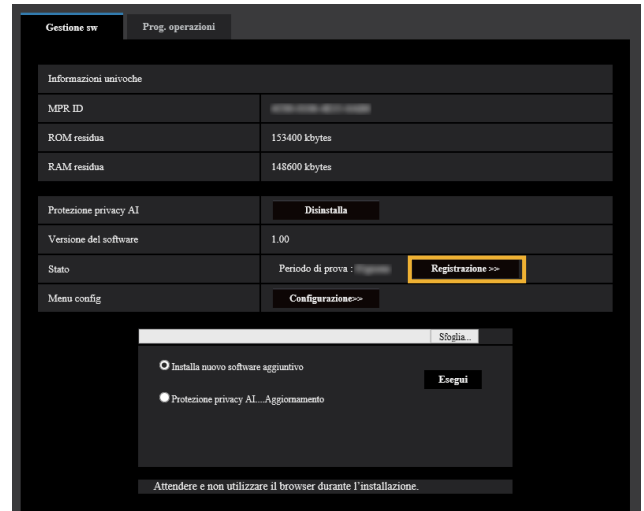 Gestione sw Prog. operazioni
Informazioni univoche
MPR ID
ROM residua 153400 kbytes
RAM residua 148600 kbytes
Protezione privacy AI Disinstalla
Versione del software 1.00
Stato Periodo di prova : Registrazione >>
Menu config Configurazione>>
Sfoglia...
Installa nuovo software aggiuntivo
Esegui
Protezione privacy AI....Aggiornamento
Attendere e non utilizzare il browser durante l'installazione.